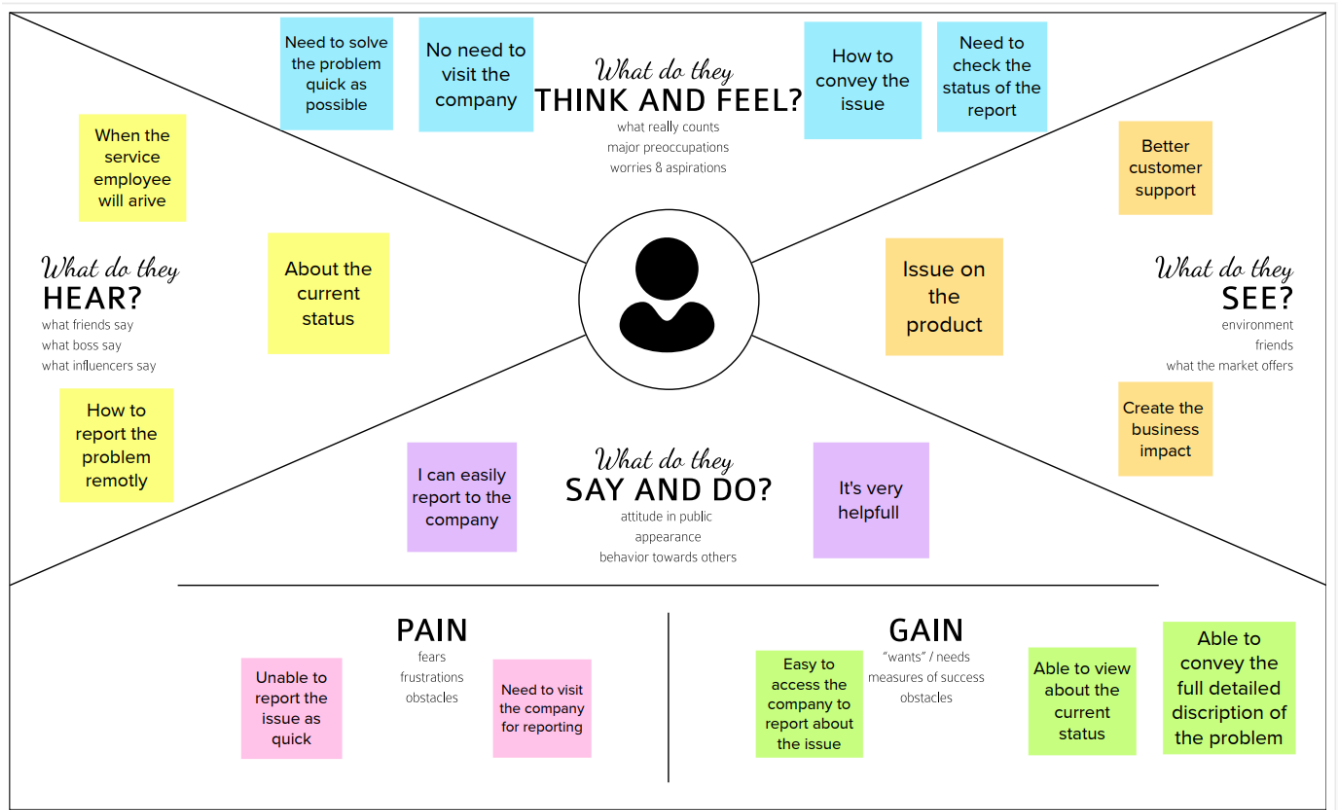 Need to solve
the problem
quick as
possible
No need to
visit the
company
What do they
THINK AND FEEL?
what really counts
major preoccupations
worries & aspirations
How to
convey the
issue
Need to
check the
status of the
report
When the
service
employee
will arive
About the
current
status
What do they
HEAR?
what friends say
what boss say
what influencers say
How to
report the
problem
remotly
Better
customer
support
Issue on
the
product
What do they
SEE?
environment
friends
what the market offers
Create the
business
impact
I can easily
report to the
company
What do they
SAY AND DO?
attitude in public
appearance
behavior towards others
It's very
helpfull
PAIN
fears
frustrations
obstacles
Unable to
report the
issue as
quick
Need to visit
the company
for reporting
GAIN
"wants" / needs
measures of success
obstacles
Easy to
access the
company to
report about
the issue
Able to view
about the
current
status
Able to
convey the
full detailed
discription of
the problem